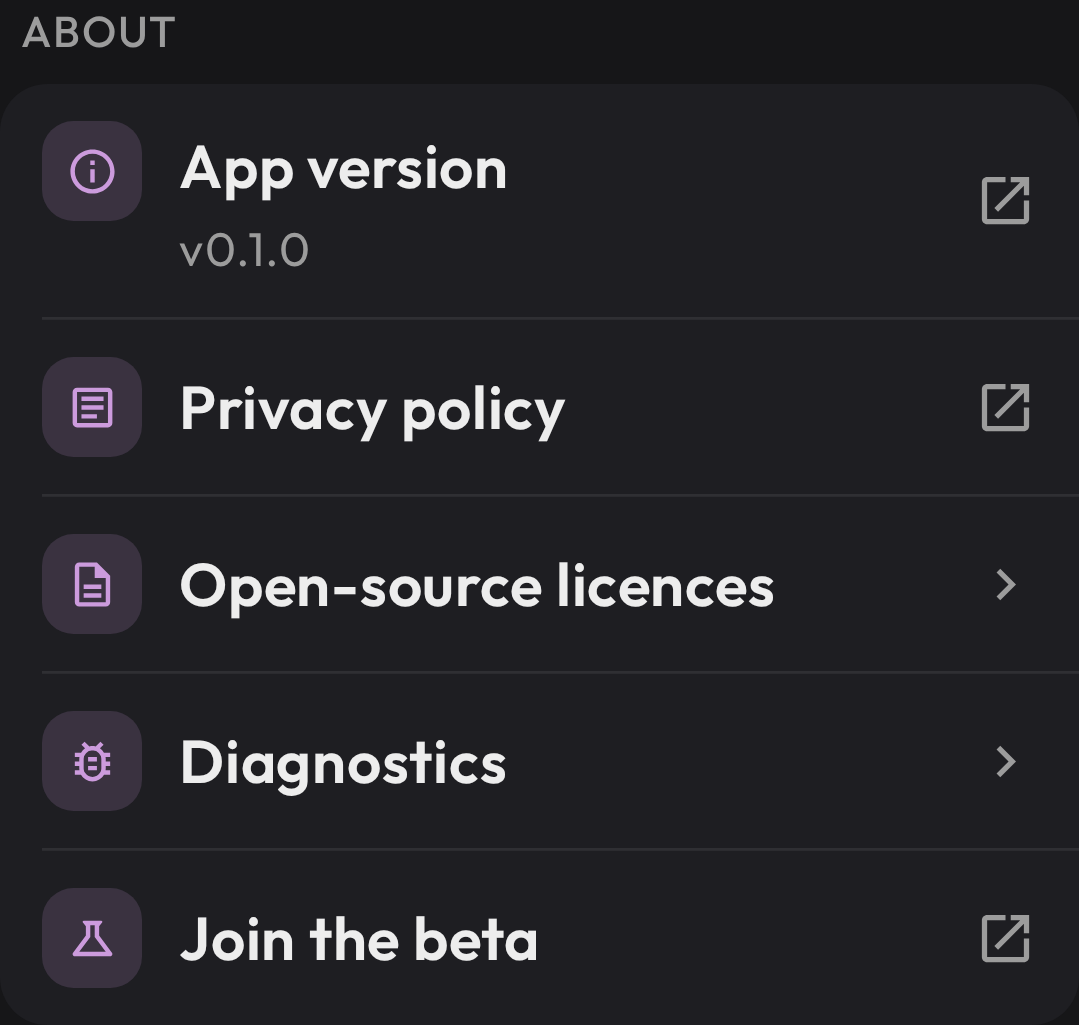 ABOUT
App version
v0.1.0
Privacy policy
Open-source licences
Diagnostics
Join the beta